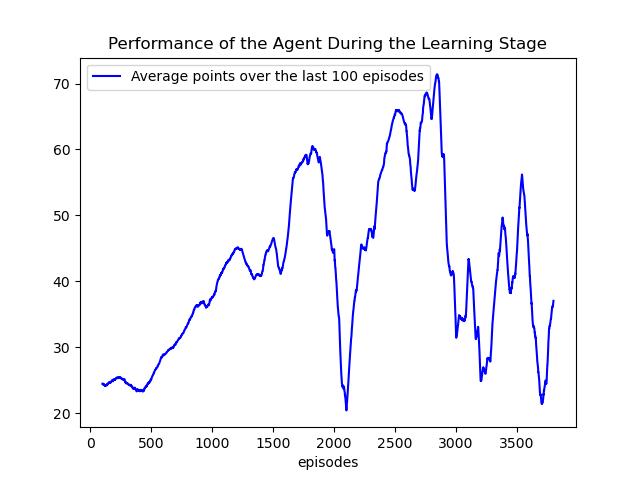 Performance of the Agent During the Learning Stage
Average points over the last 100 episodes
70
60
50
40
30
20
0 500 1000 1500 2000 2500 3000 3500
episodes